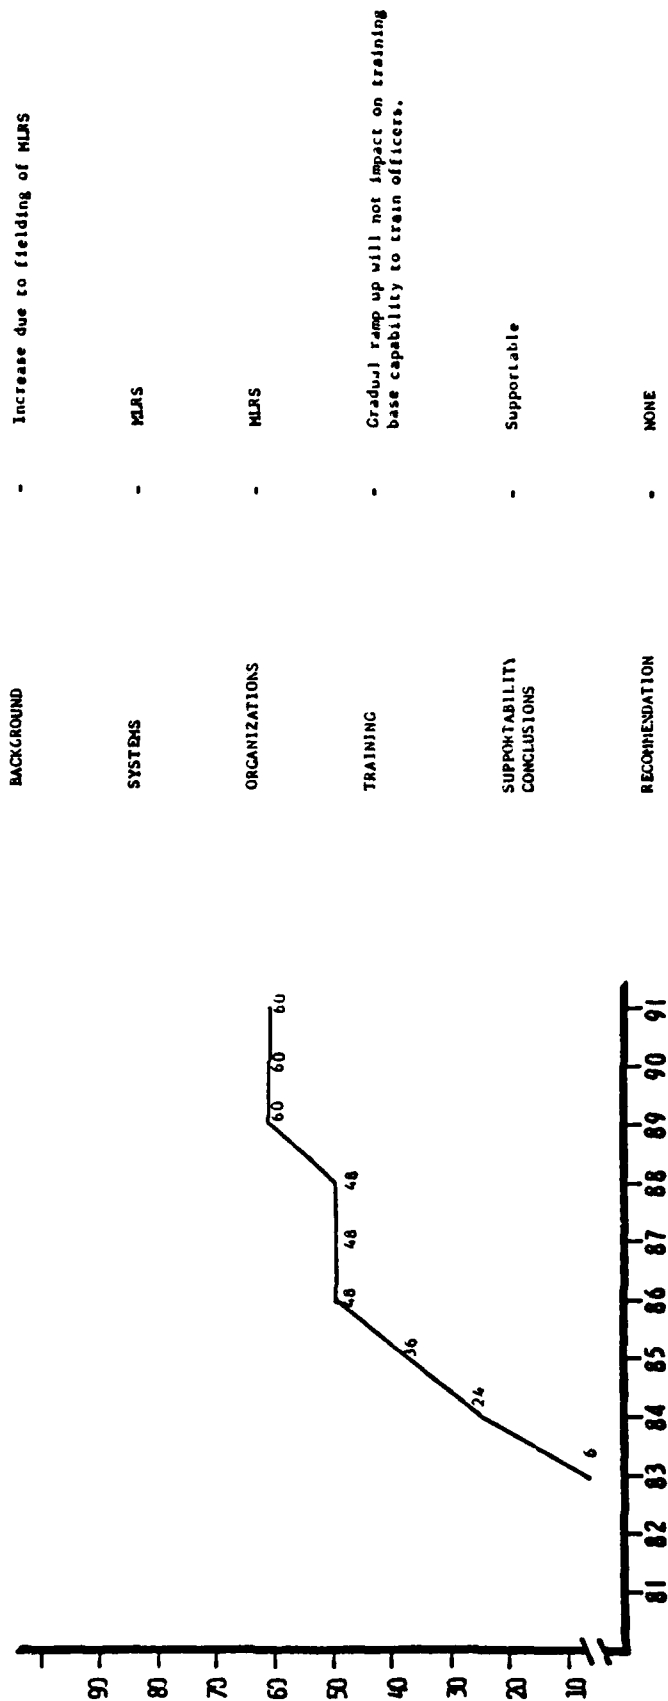 90
80
70
60
50
40
30
20
10
81 82 83 84 85 86 87 88 89 90 91
6
24
36
48
48
48
60
60
60
BACKGROUND - Increase due to fielding of MLRS
SYSTEMS - MLRS
ORGANIZATIONS - MLRS
TRAINING - Gradual ramp up will not impact on training
base capability to train officers.
SUPPORTABILITY - Supportable
CONCLUSIONS
RECOMMENDATION - NONE